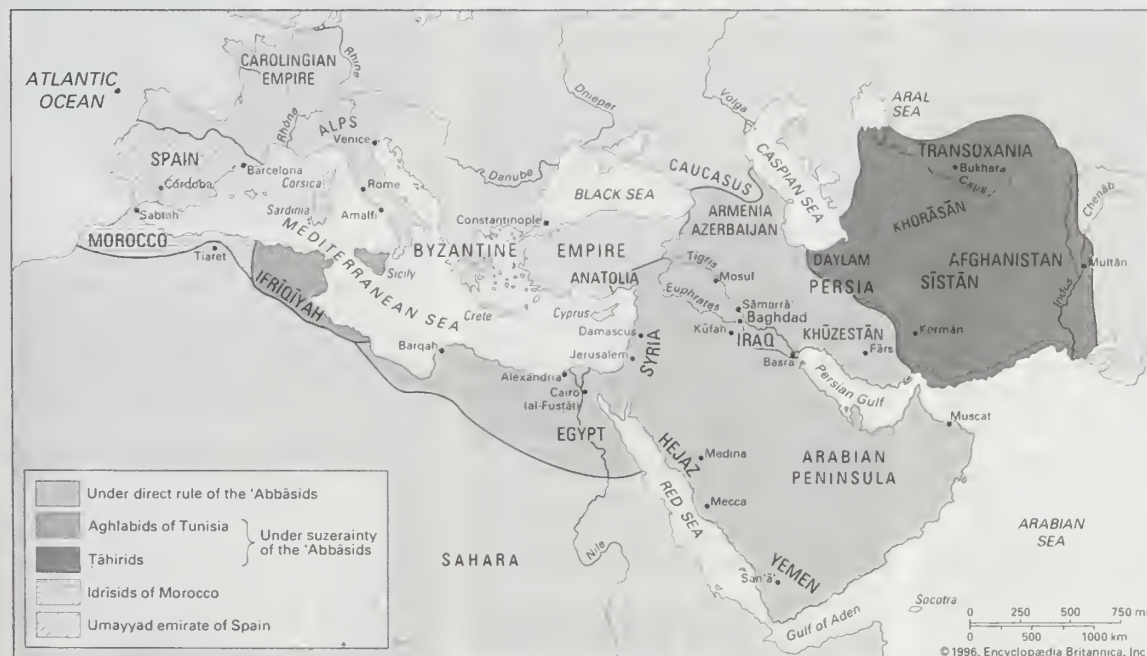 CAROLINGIAN
EMPIRE
Rhine
ATLANTIC
OCEAN
Rhône
ALPS
Venice
Dnieper
Volga
ARAL
SEA
SPAIN
Barcelona
Corsica
Danube
CAUCASUS
CASPIAN SEA
TRANSOXANIA
Bukhara
Oxus
Chenāb
Córdoba
Rome
BLACK SEA
Sabtah
Sardinia
Amalfi
Constantinople
ARMENIA
AZERBAIJAN
KHORĀSĀN
MOROCCO
Tiaret
MEDITERRANEAN SEA
BYZANTINE
EMPIRE
ANATOLIA
Tigris
Mosul
DAYLAM
PERSIA
AFGHANISTAN
SĪSTĀN
Multān
Indus
IFRĪQĪYAH
Sicily
Crete
Cyprus
Euphrates
Sāmarrā'
Baghdad
Kūfah
IRAQ
KHŪZESTĀN
Kermān
Barqah
Damascus
Jerusalem
SYRIA
Basra
Fārs
Alexandria
Cairo
(al-Fusṭāṭ)
Persian Gulf
Muscat
EGYPT
HEJAZ
Medina
ARABIAN
PENINSULA
Mecca
RED SEA
ARABIAN
SEA
SAHARA
Nile
San'ā'
YEMEN
Socotra
Gulf of Aden
Under direct rule of the 'Abbāsids
Aghlabids of Tunisia
Under suzerainty
of the 'Abbāsids
Ṭāhirids
Idrīsids of Morocco
Umayyad emirate of Spain
0 250 500 750 mi
0 500 1000 km
© 1996, Encyclopædia Britannica, Inc